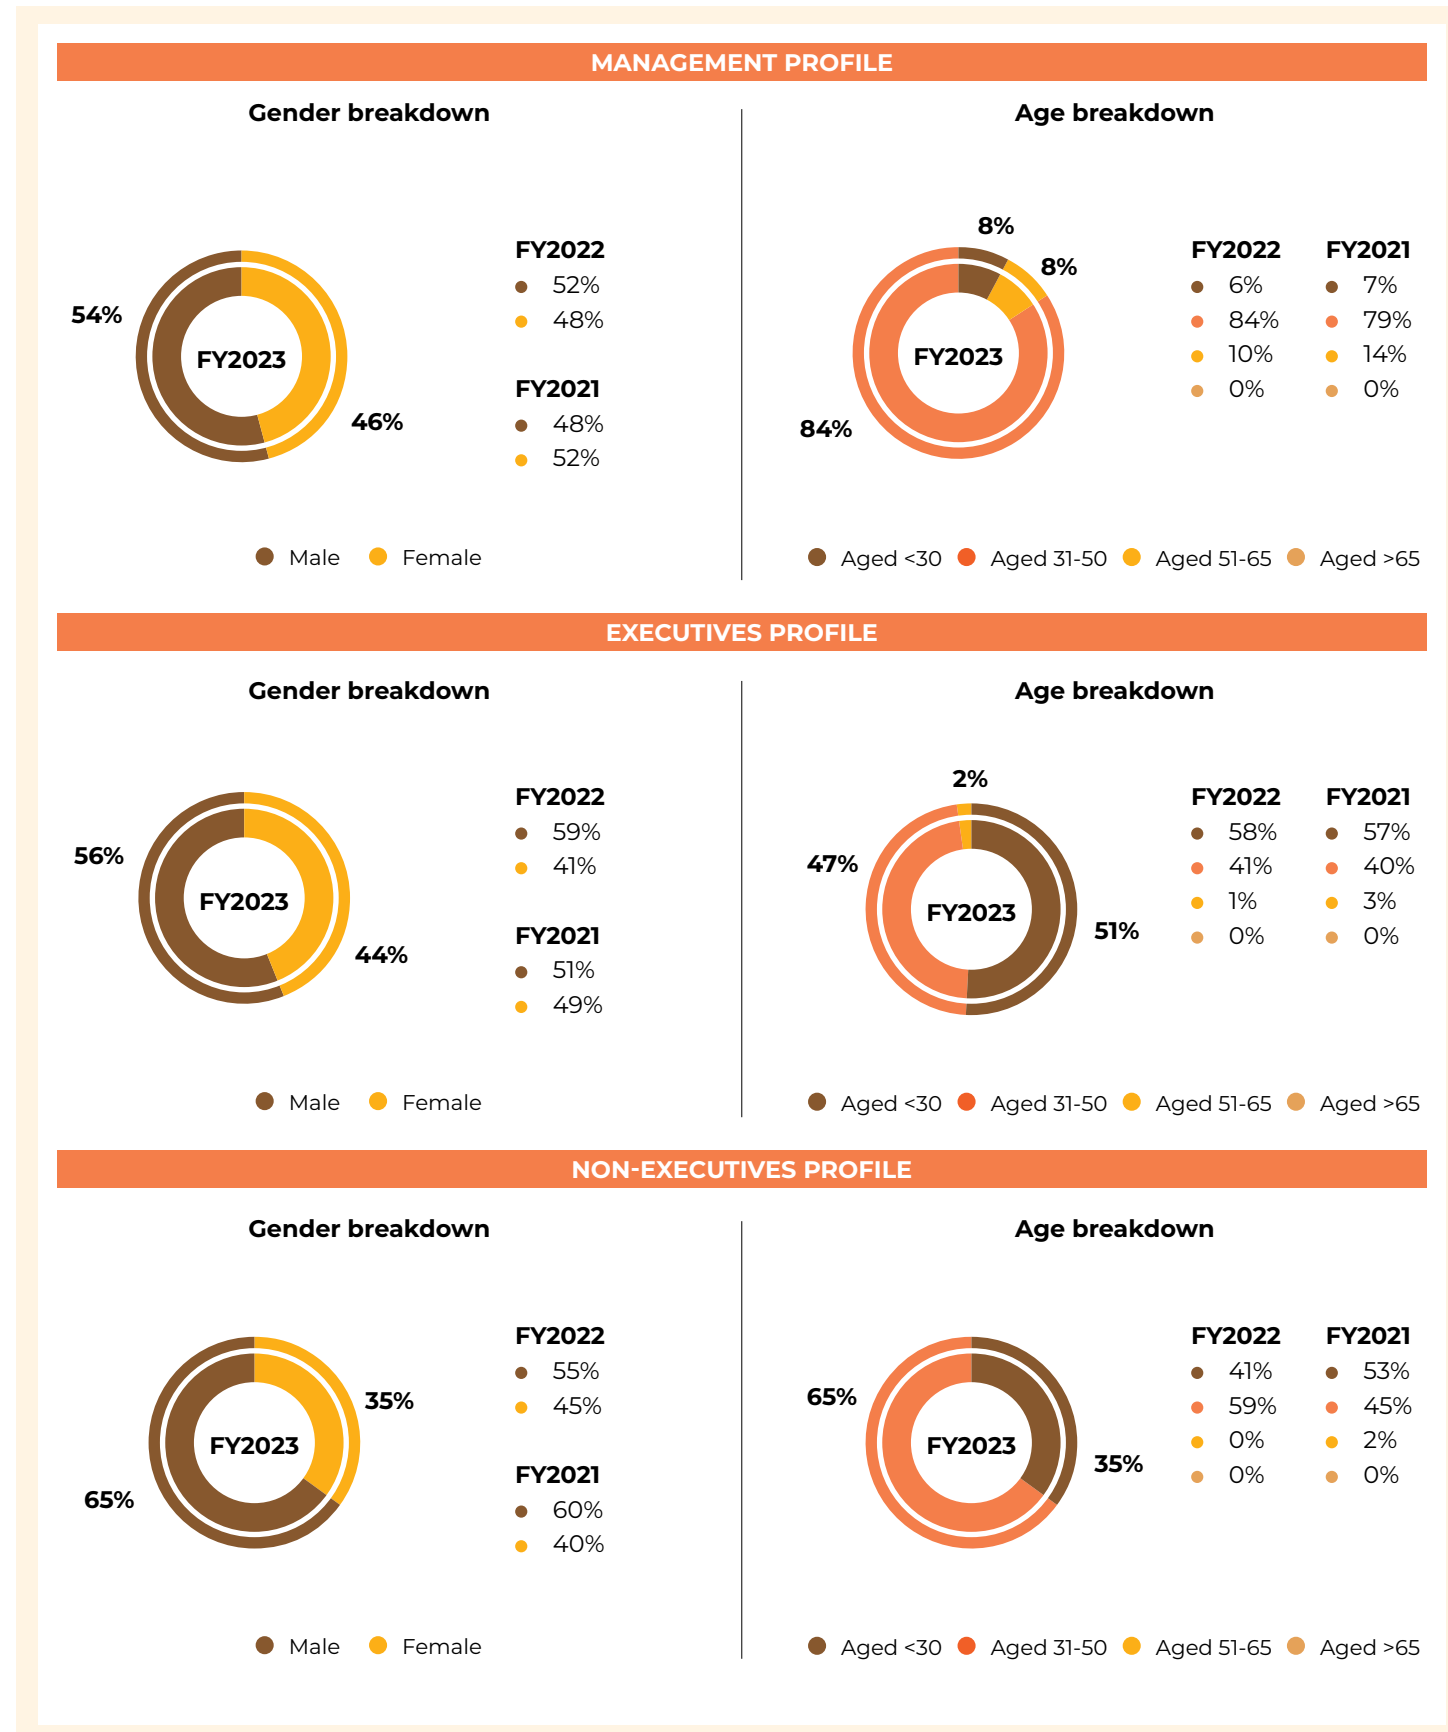 MANAGEMENT PROFILE
Gender breakdown
54%
FY2023
46%
FY2022
52%
48%
FY2021
48%
52%
Male Female
Age breakdown
8%
8%
FY2023
84%
FY2022 FY2021
6% 7%
84% 79%
10% 14%
0% 0%
Aged <30 Aged 31-50 Aged 51-65 Aged >65
EXECUTIVES PROFILE
Gender breakdown
56%
FY2023
44%
FY2022
59%
41%
FY2021
51%
49%
Male Female
Age breakdown
2%
47%
FY2023
51%
FY2022 FY2021
58% 57%
41% 40%
1% 3%
0% 0%
Aged <30 Aged 31-50 Aged 51-65 Aged >65
NON-EXECUTIVES PROFILE
Gender breakdown
35%
FY2023
65%
FY2022
55%
45%
FY2021
60%
40%
Male Female
Age breakdown
65%
FY2023
35%
FY2022 FY2021
41% 53%
59% 45%
0% 2%
0% 0%
Aged <30 Aged 31-50 Aged 51-65 Aged >65